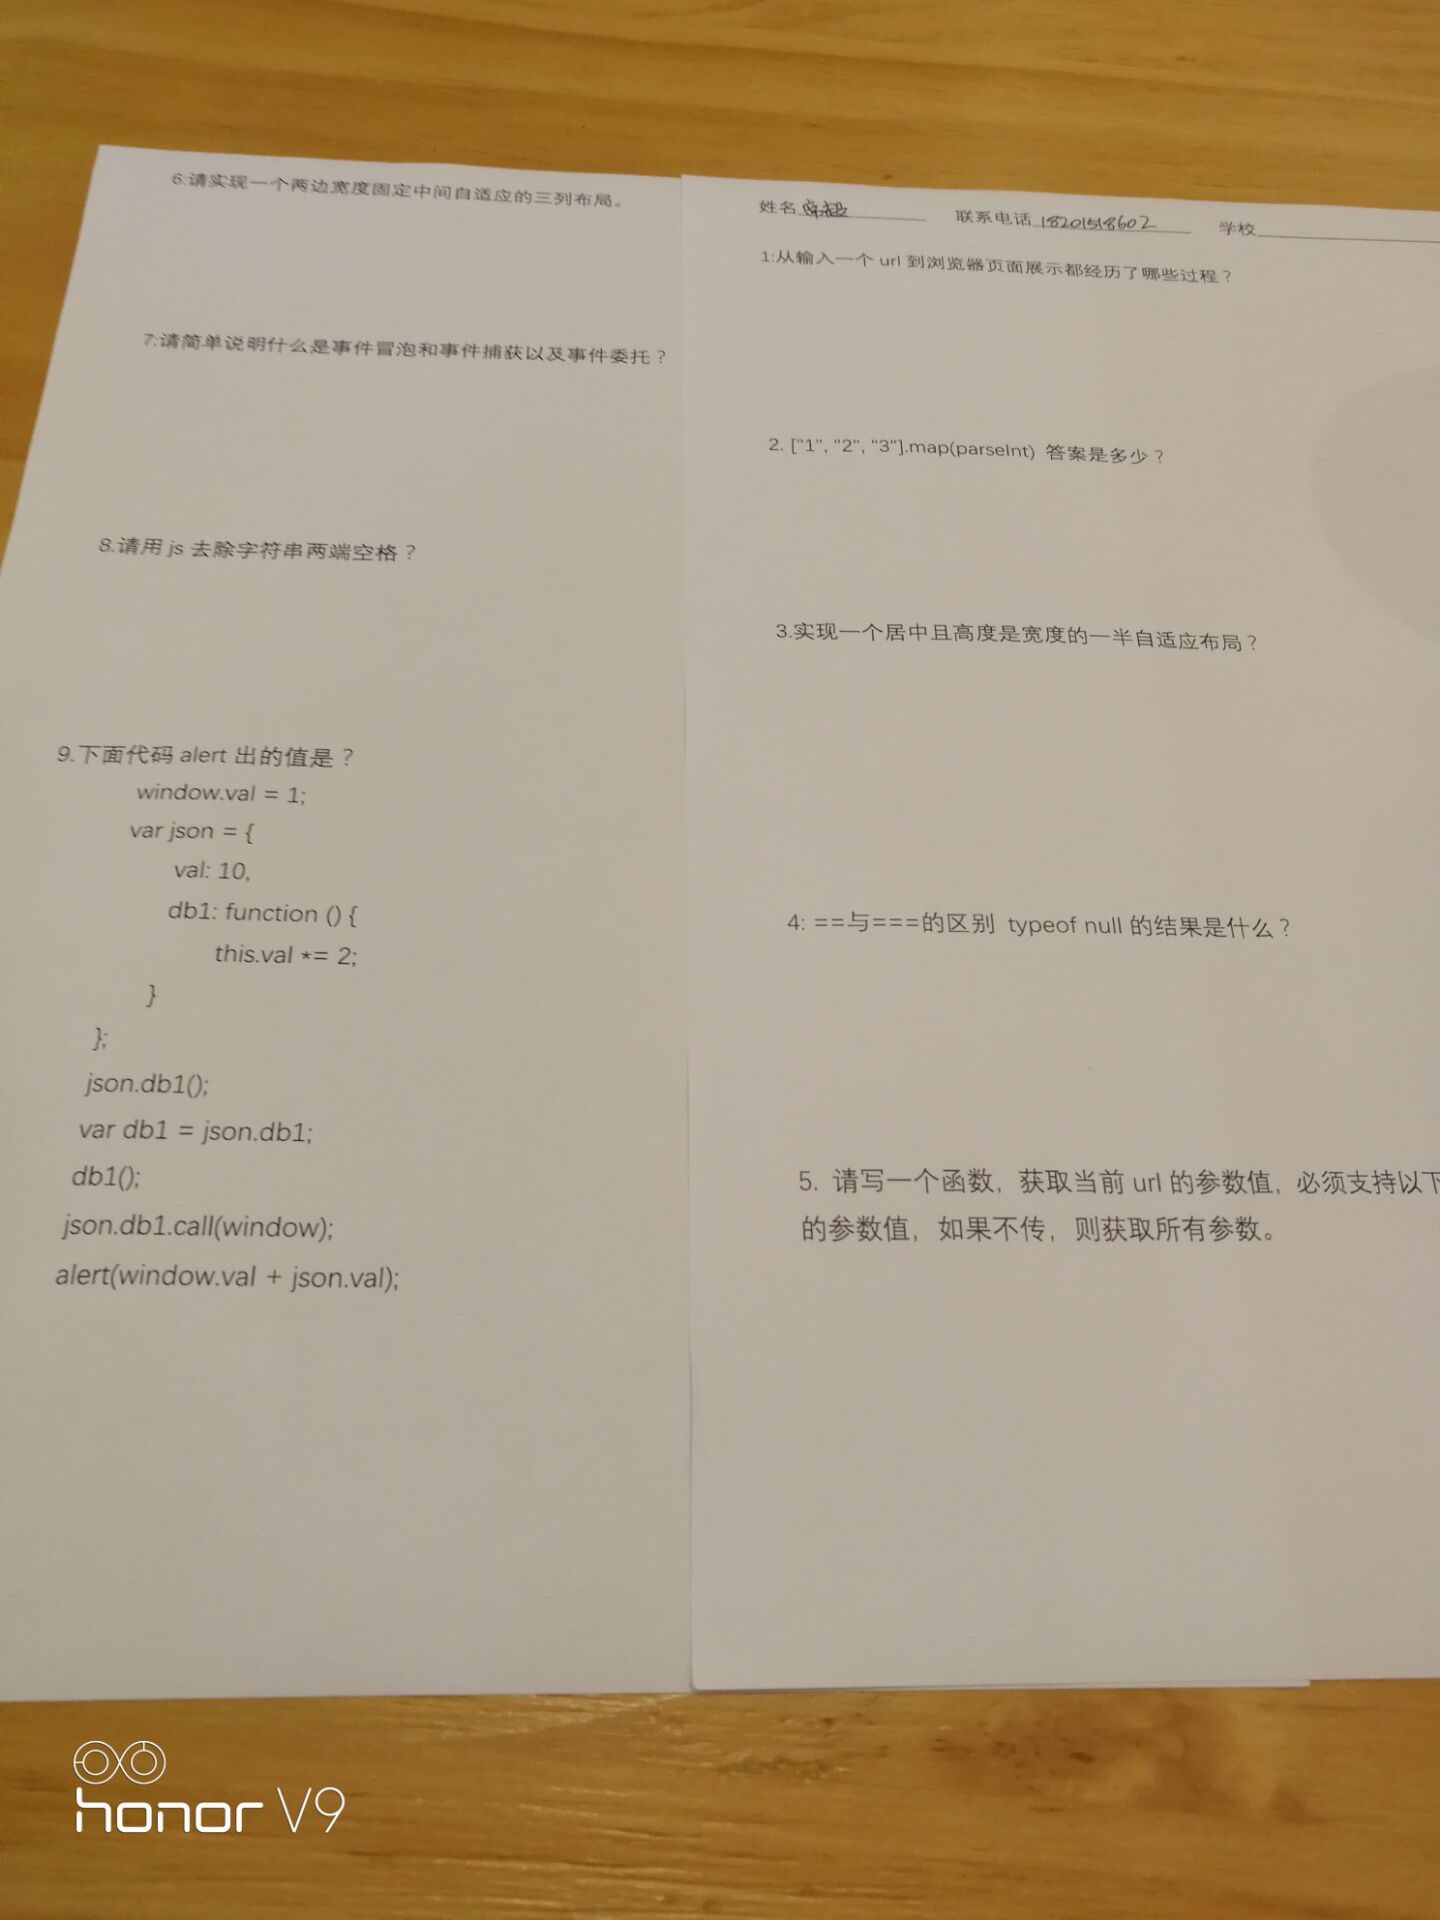 6:请实现一个两边宽度固定中间自适应的三列布局。
7:请简单说明什么是事件冒泡和事件捕获以及事件委托？
8.请用 js 去除字符串两端空格？
9.下面代码 alert 出的值是？
window.val = 1;
var json = {
val: 10,
db1: function () {
this.val *= 2;
}
};
json.db1();
var db1 = json.db1;
db1();
json.db1.call(window);
alert(window.val + json.val);
姓名 联系电话 18201518602 学校
1:从输入一个 url 到浏览器页面展示都经历了哪些过程？
2. ["1", "2", "3"].map(parseInt) 答案是多少？
3.实现一个居中且高度是宽度的一半自适应布局？
4: ==与===的区别 typeof null 的结果是什么？
5. 请写一个函数，获取当前 url 的参数值，必须支持以下
的参数值，如果不传，则获取所有参数。
honor V9